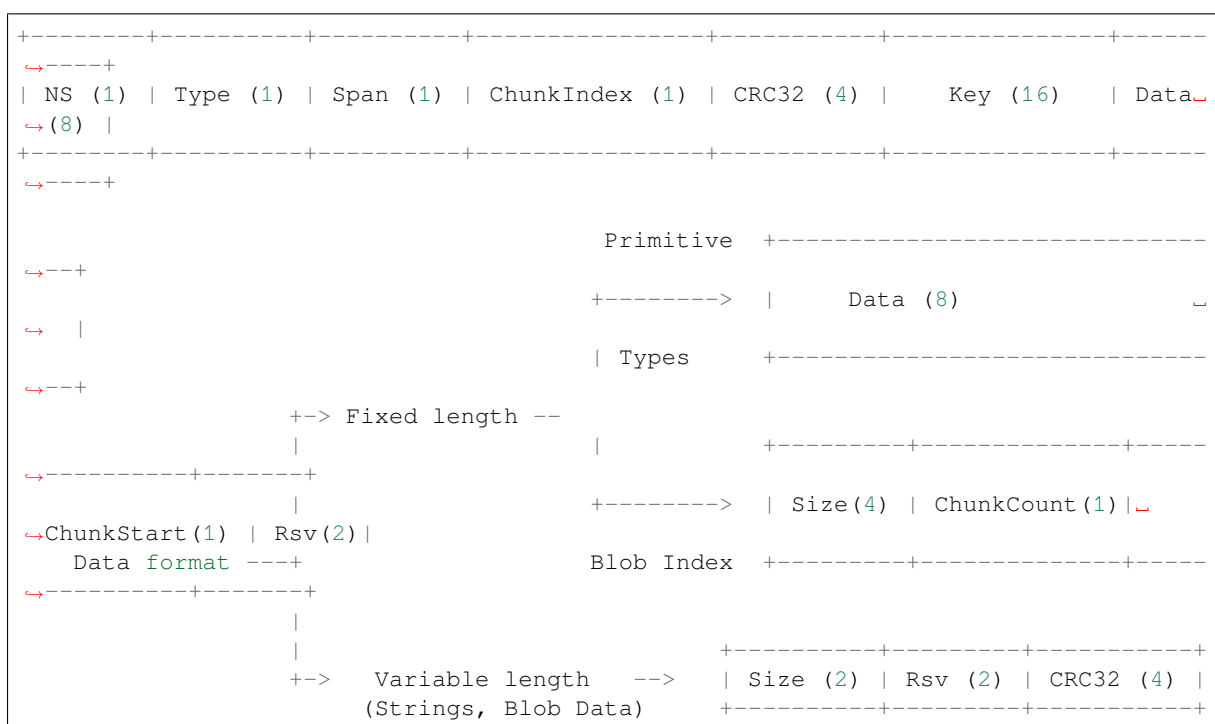 +--------+----------+----------+----------------+-----------+---------------+------
↪----+
| NS (1) | Type (1) | Span (1) | ChunkIndex (1) | CRC32 (4) |    Key (16)   | Data␣
↪(8) |
+--------+----------+----------+----------------+-----------+---------------+------
↪----+
                                         Primitive  +-----------------------------
↪--+
                                        +-------->  |     Data (8)                ␣
↪  |
                                        | Types     +-----------------------------
↪--+
                   +-> Fixed length --
                   |                    |           +---------+--------------+-----
↪----------+-------+
                   |                    +-------->  | Size(4) | ChunkCount(1)|␣
↪ChunkStart(1) | Rsv(2)|
    Data format ---+                    Blob Index  +---------+--------------+-----
↪----------+-------+
                   |
                   |                             +----------+---------+-----------+
                   +->   Variable length   -->   | Size (2) | Rsv (2) | CRC32 (4) |
                        (Strings, Blob Data)     +----------+---------+-----------+